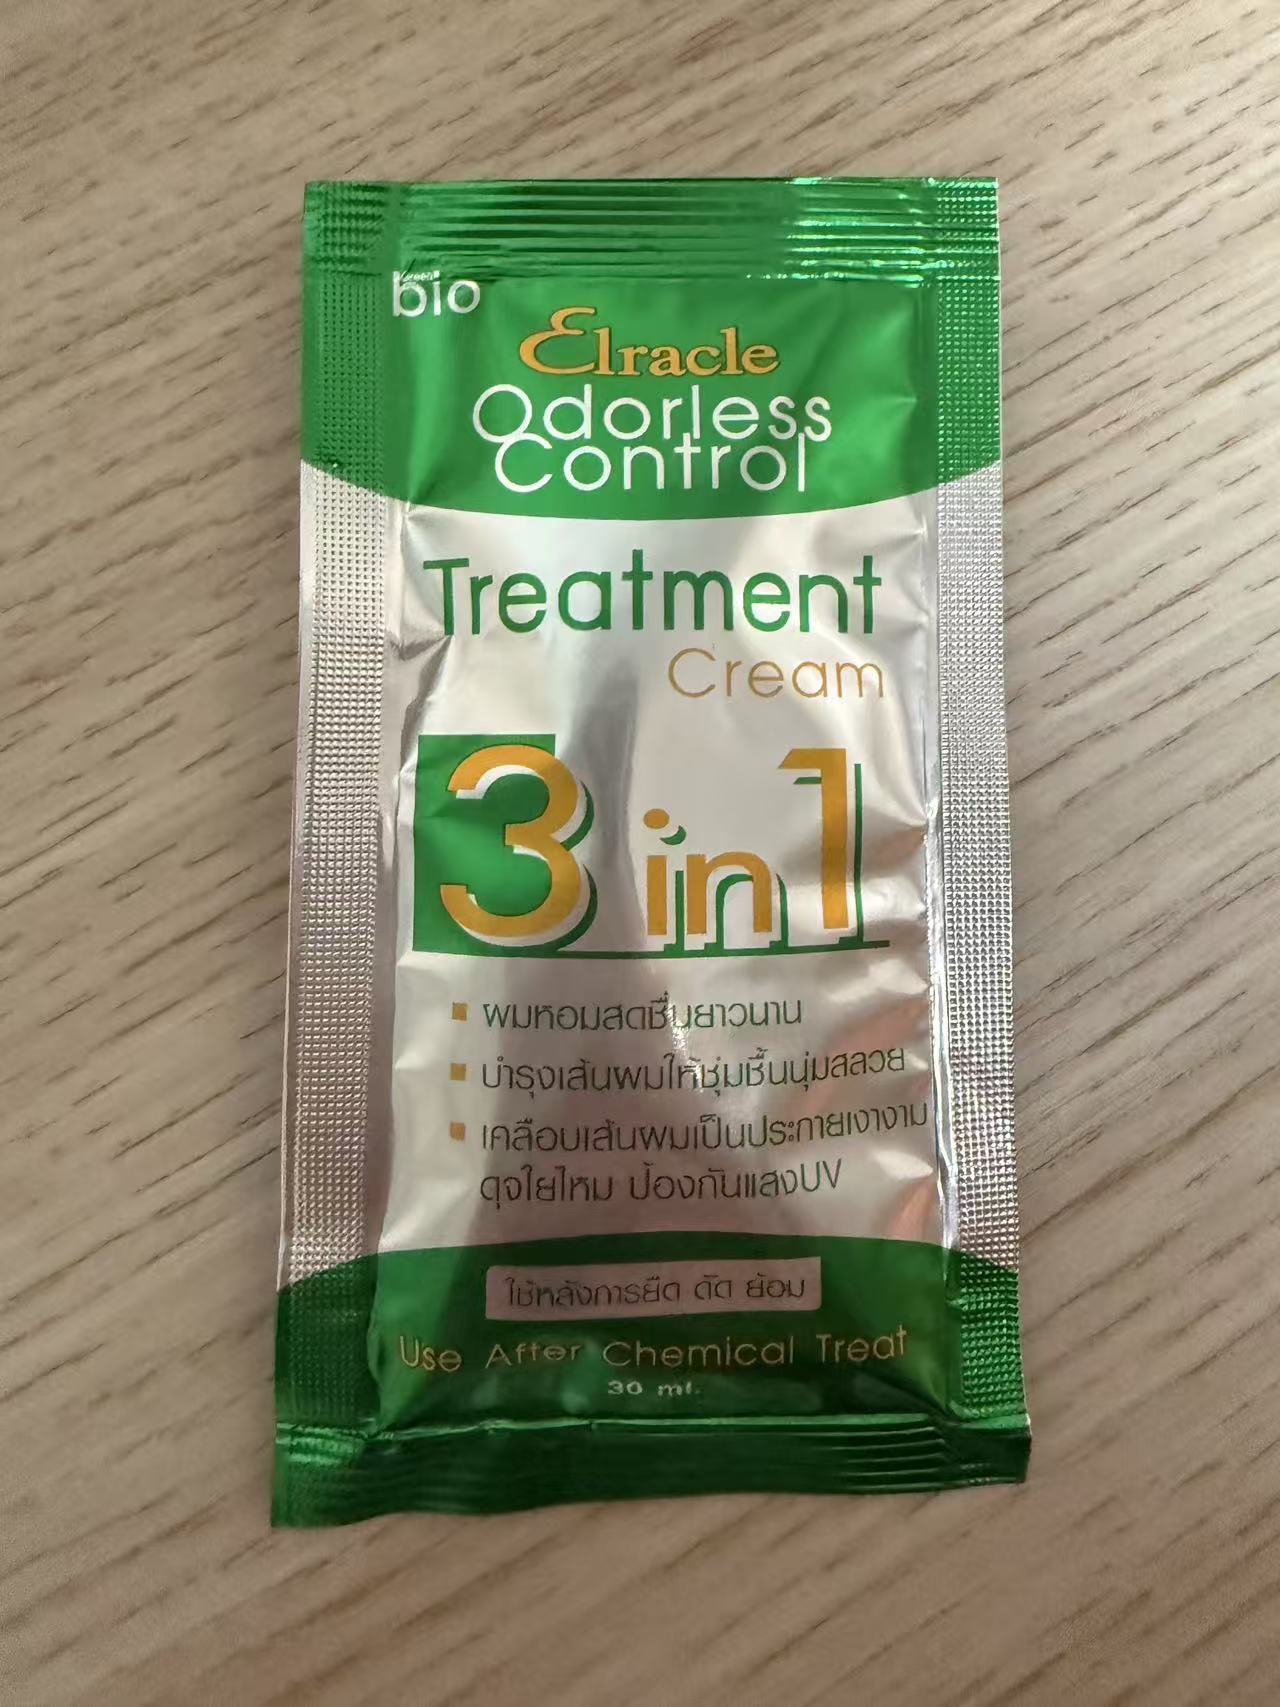 Green
bio
Elracle
Odorless
Control
Treatment
Cream
3 in 1
ผมหอมสดชื่นยาวนาน
บำรุงเส้นผมให้ชุ่มชื้นนุ่มสลวย
เคลือบเส้นผมเป็นประกายเงางาม
ดุจใยไหม ป้องกันแสงUV
ใช้หลังการยืด ดัด ย้อม
Use After Chemical Treat
30 ml.